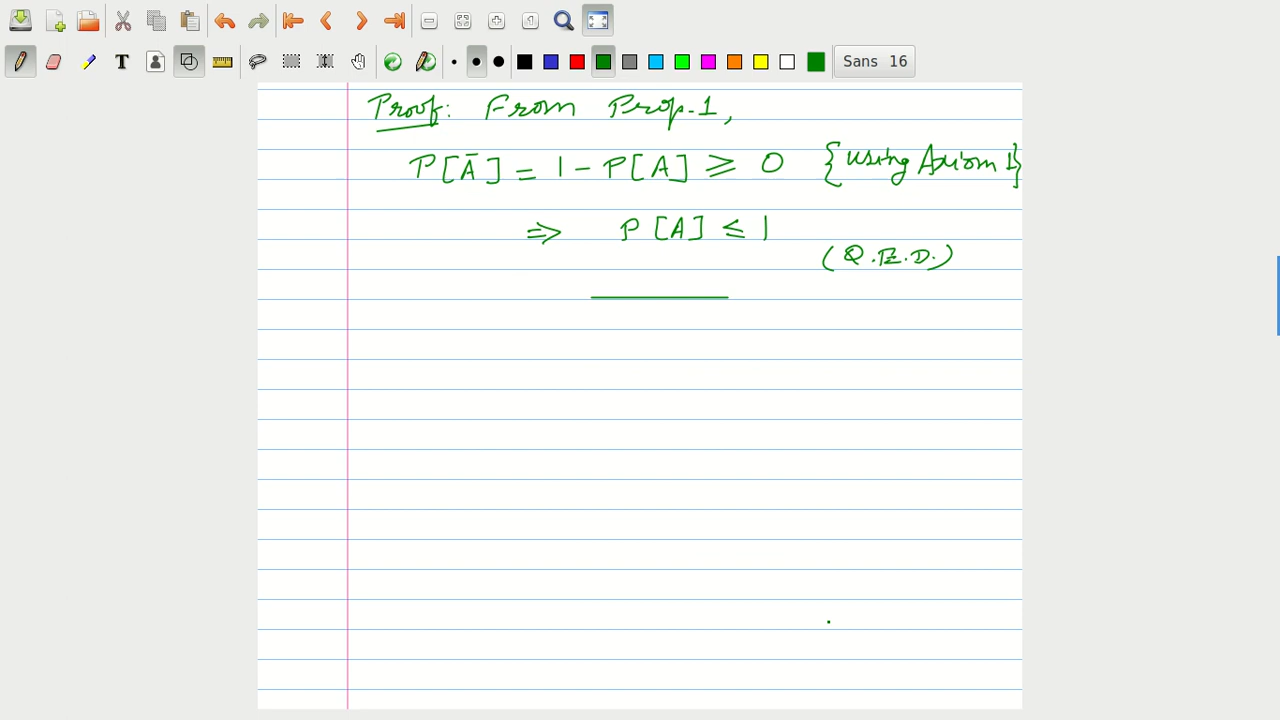 Sans 16
Proof: From Prop. 1,
P[Ā] = 1 - P[A] ≥ 0 {using Axiom 1}
⇒ P[A] ≤ 1
(Q.E.D.)